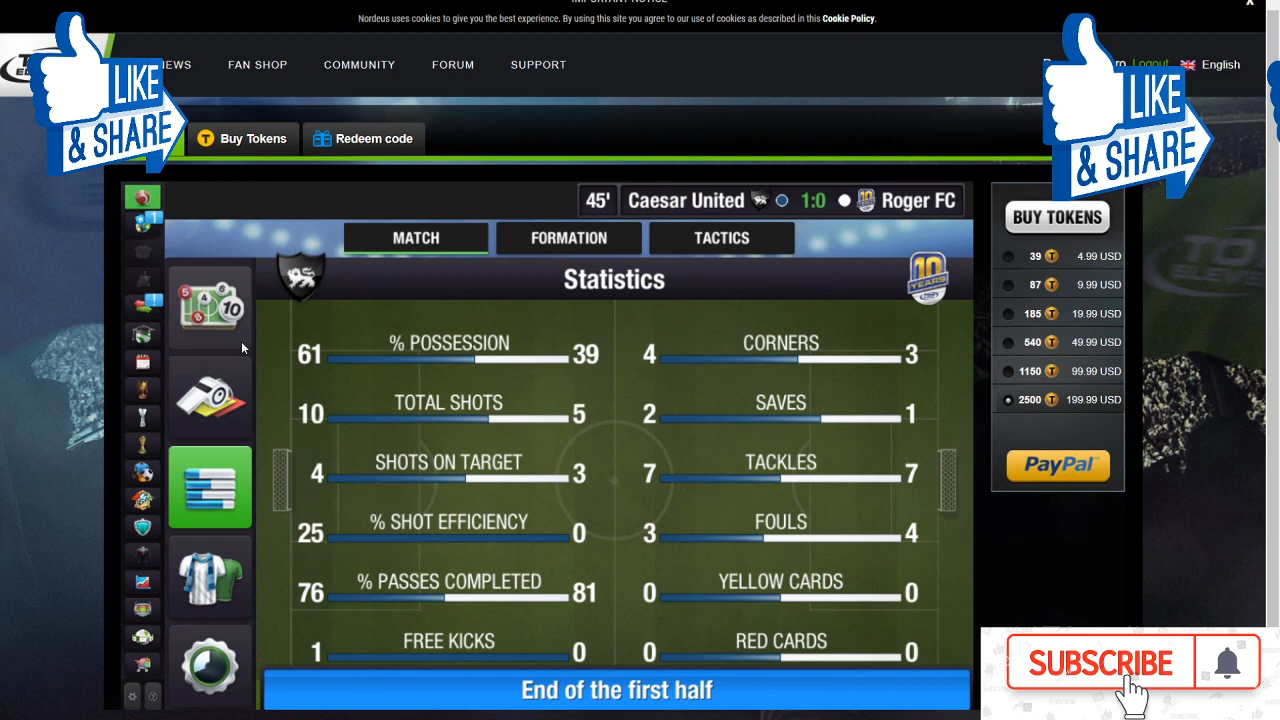 IMPORTANT NOTICE
X
Nordeus uses cookies to give you the best experience. By using this site you agree to our use of cookies as described in this Cookie Policy.
FAN SHOP COMMUNITY FORUM SUPPORT
Logout English
LIKE
& SHARE
LIKE
& SHARE
Buy Tokens Redeem code
45' Caesar United 1:0 Roger FC
MATCH FORMATION TACTICS
Statistics
10
YEARS
61 % POSSESSION 39
10 TOTAL SHOTS 5
4 SHOTS ON TARGET 3
25 % SHOT EFFICIENCY 0
76 % PASSES COMPLETED 81
1 FREE KICKS 0
4 CORNERS 3
2 SAVES 1
7 TACKLES 7
3 FOULS 4
0 YELLOW CARDS 0
0 RED CARDS 0
End of the first half
BUY TOKENS
39 T 4.99 USD
87 T 9.99 USD
185 T 19.99 USD
540 T 49.99 USD
1150 T 99.99 USD
2500 T 199.99 USD
PayPal
SUBSCRIBE